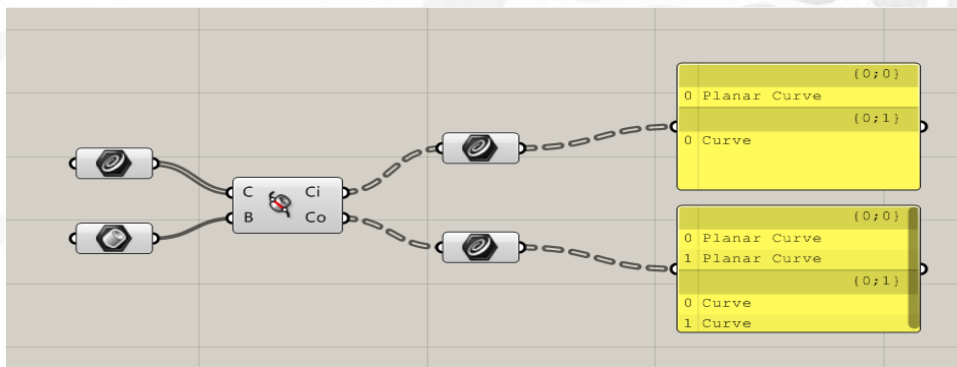 {0;0}
0 Planar Curve
{0;1}
0 Curve
C Ci
B Co
{0;0}
0 Planar Curve
1 Planar Curve
{0;1}
0 Curve
1 Curve